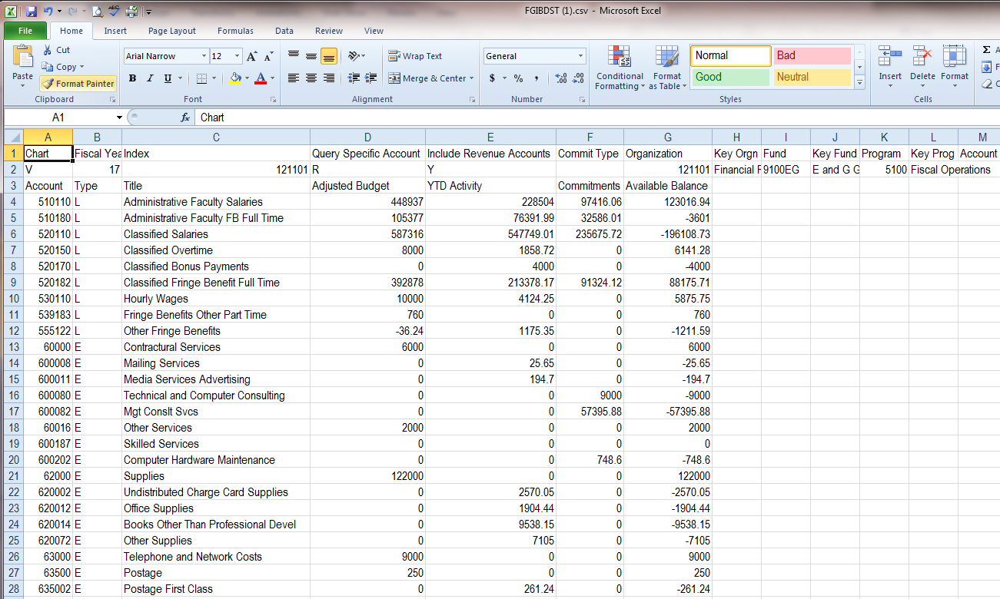 FGIBDST (1).csv - Microsoft Excel
File Home Insert Page Layout Formulas Data Review View
Paste Cut Copy Format Painter
Arial Narrow 12 A A
B I U A
Wrap Text
Merge & Center
General
$ % ,
Conditional Formatting Format as Table
Normal Bad Good Neutral
Insert Delete Format
Clipboard Font Alignment Number Styles Cells
A1 fx Chart
A B C D E F G H I J K L M
1 Chart Fiscal Yea Index Query Specific Account Include Revenue Accounts Commit Type Organization Key Orgn Fund Key Fund Program Key Prog Account
2 V 17 121101 R Y 121101 Financial F 9100EG E and G G 5100 Fiscal Operations
3 Account Type Title Adjusted Budget YTD Activity Commitments Available Balance
4 510110 L Administrative Faculty Salaries 448937 228504 97416.06 123016.94
5 510180 L Administrative Faculty FB Full Time 105377 76391.99 32586.01 -3601
6 520110 L Classified Salaries 587316 547749.01 235675.72 -196108.73
7 520150 L Classified Overtime 8000 1858.72 0 6141.28
8 520170 L Classified Bonus Payments 0 4000 0 -4000
9 520182 L Classified Fringe Benefit Full Time 392878 213378.17 91324.12 88175.71
10 530110 L Hourly Wages 10000 4124.25 0 5875.75
11 539183 L Fringe Benefits Other Part Time 760 0 0 760
12 555122 L Other Fringe Benefits -36.24 1175.35 0 -1211.59
13 60000 E Contractural Services 6000 0 0 6000
14 600008 E Mailing Services 0 25.65 0 -25.65
15 600011 E Media Services Advertising 0 194.7 0 -194.7
16 600080 E Technical and Computer Consulting 0 0 9000 -9000
17 600082 E Mgt Conslt Svcs 0 0 57395.88 -57395.88
18 60016 E Other Services 2000 0 0 2000
19 600187 E Skilled Services 0 0 0 0
20 600202 E Computer Hardware Maintenance 0 0 748.6 -748.6
21 62000 E Supplies 122000 0 0 122000
22 620002 E Undistributed Charge Card Supplies 0 2570.05 0 -2570.05
23 620012 E Office Supplies 0 1904.44 0 -1904.44
24 620014 E Books Other Than Professional Devel 0 9538.15 0 -9538.15
25 620072 E Other Supplies 0 7105 0 -7105
26 63000 E Telephone and Network Costs 9000 0 0 9000
27 63500 E Postage 250 0 0 250
28 635002 E Postage First Class 0 261.24 0 -261.24